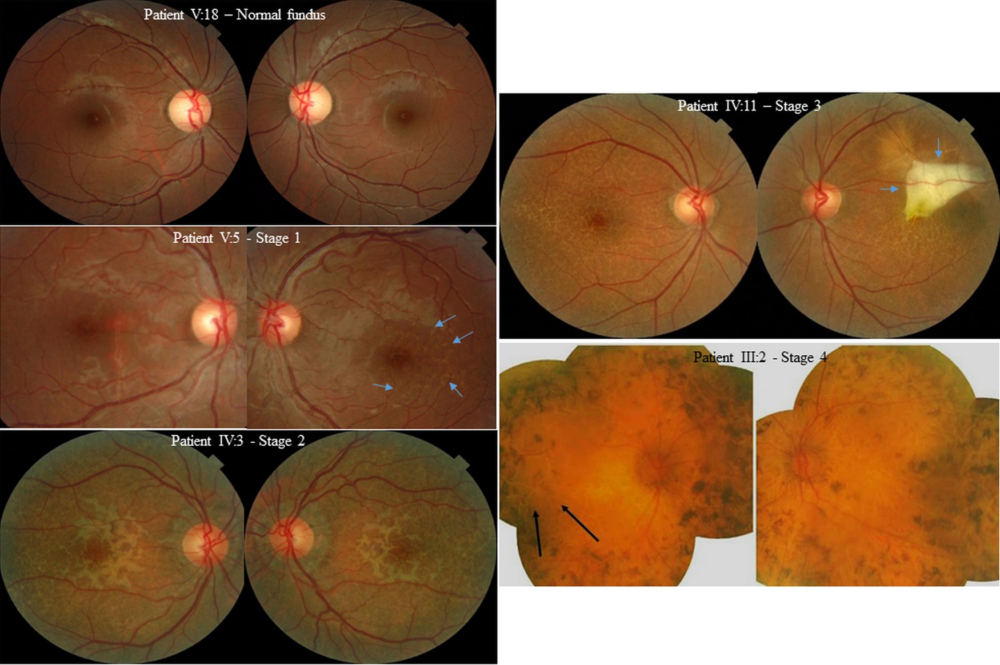 Patient V:18 – Normal fundus
Patient V:5 - Stage 1
Patient IV:3 - Stage 2
Patient IV:11 – Stage 3
Patient III:2 - Stage 4